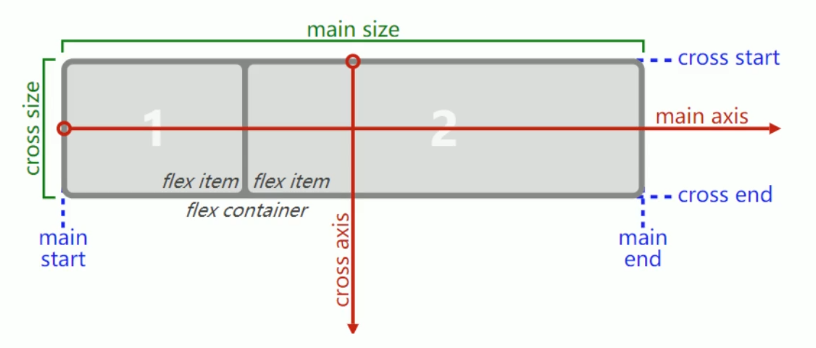 main size
cross start
cross size
1
2
main axis
flex item
flex item
cross end
flex container
main
start
cross axis
main
end